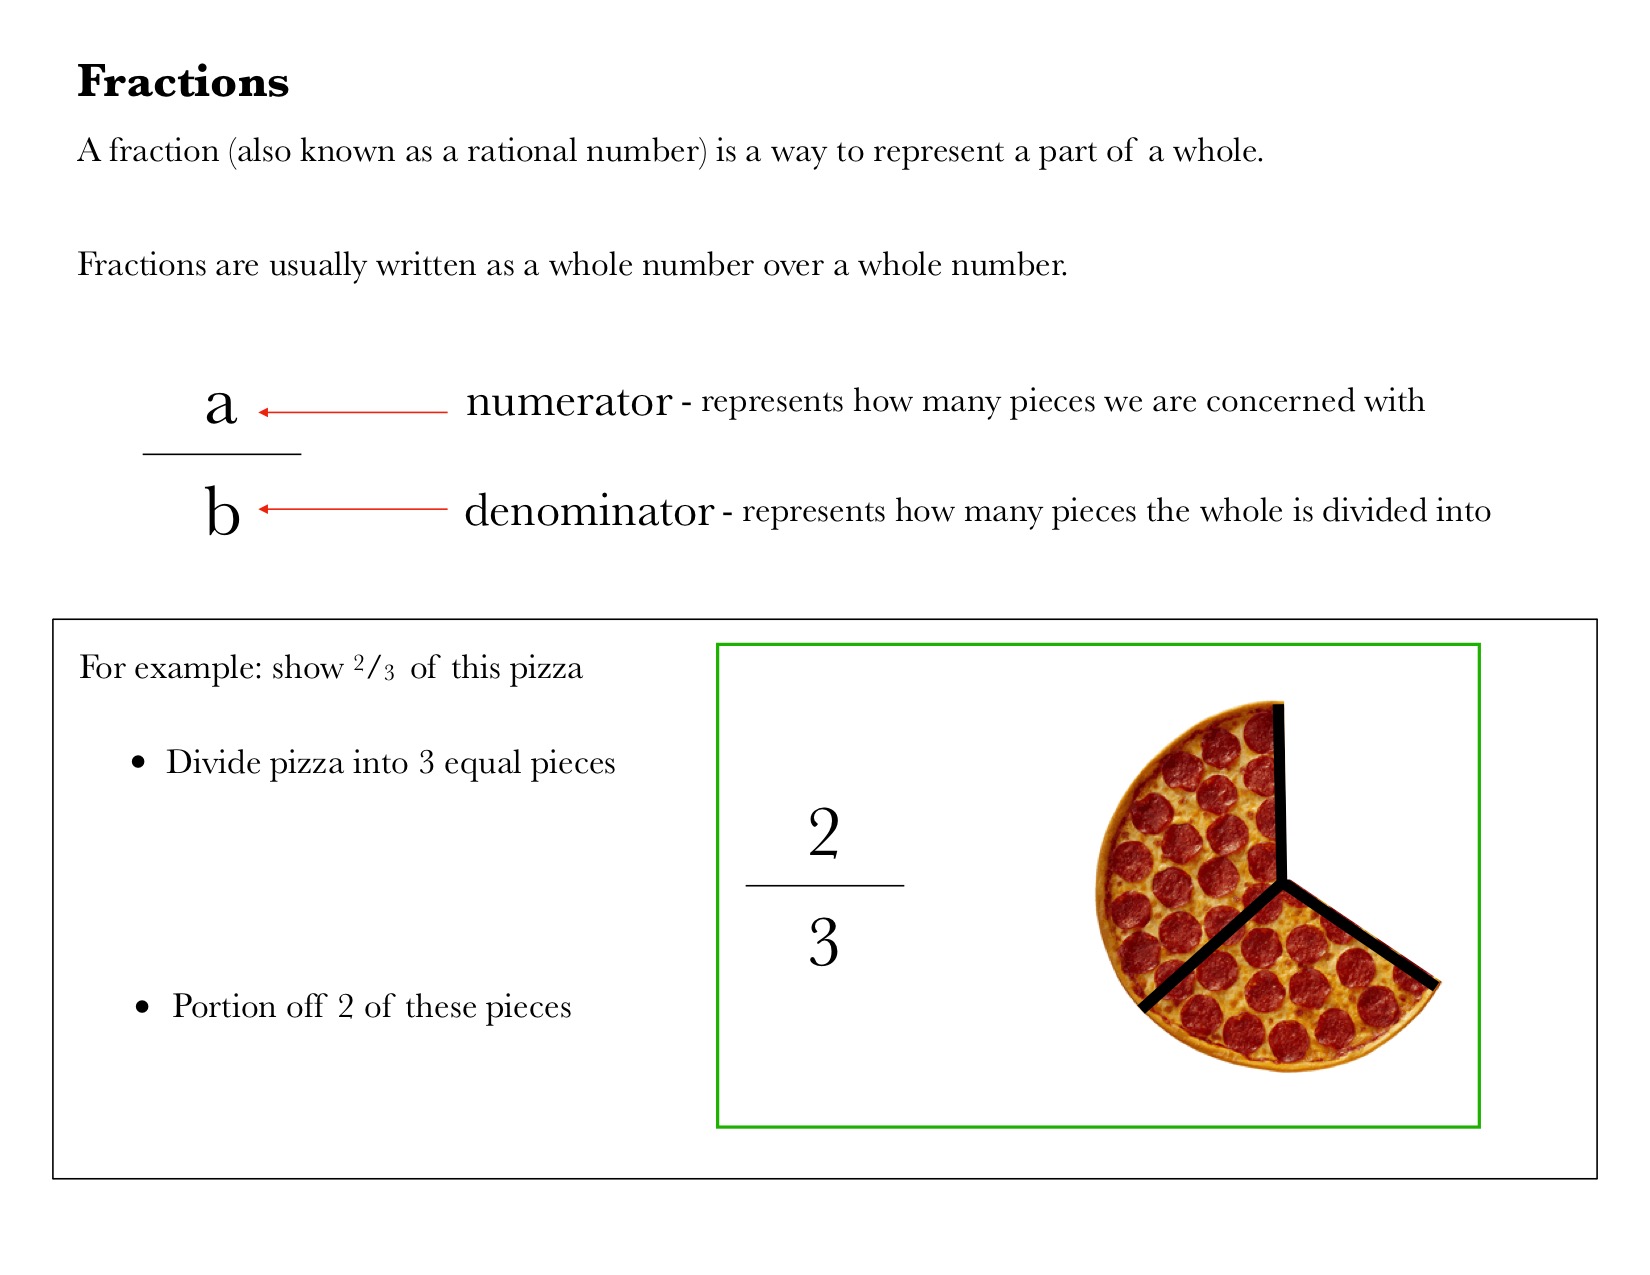 Fractions
A fraction (also known as a rational number) is a way to represent a part of a whole.
Fractions are usually written as a whole number over a whole number.
a
numerator - represents how many pieces we are concerned with
b
denominator - represents how many pieces the whole is divided into
For example: show 2/3 of this pizza
• Divide pizza into 3 equal pieces
• Portion off 2 of these pieces
2
3